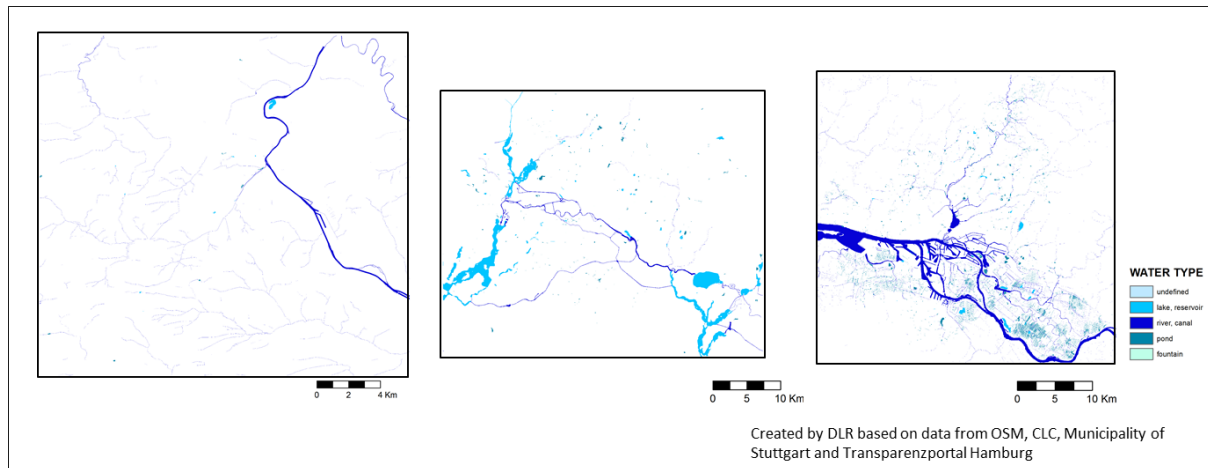 WATER TYPE
undefined
lake, reservoir
river, canal
pond
fountain
0 2 4 Km
0 5 10 Km
0 5 10 Km
Created by DLR based on data from OSM, CLC, Municipality of
Stuttgart and Transparenzportal Hamburg